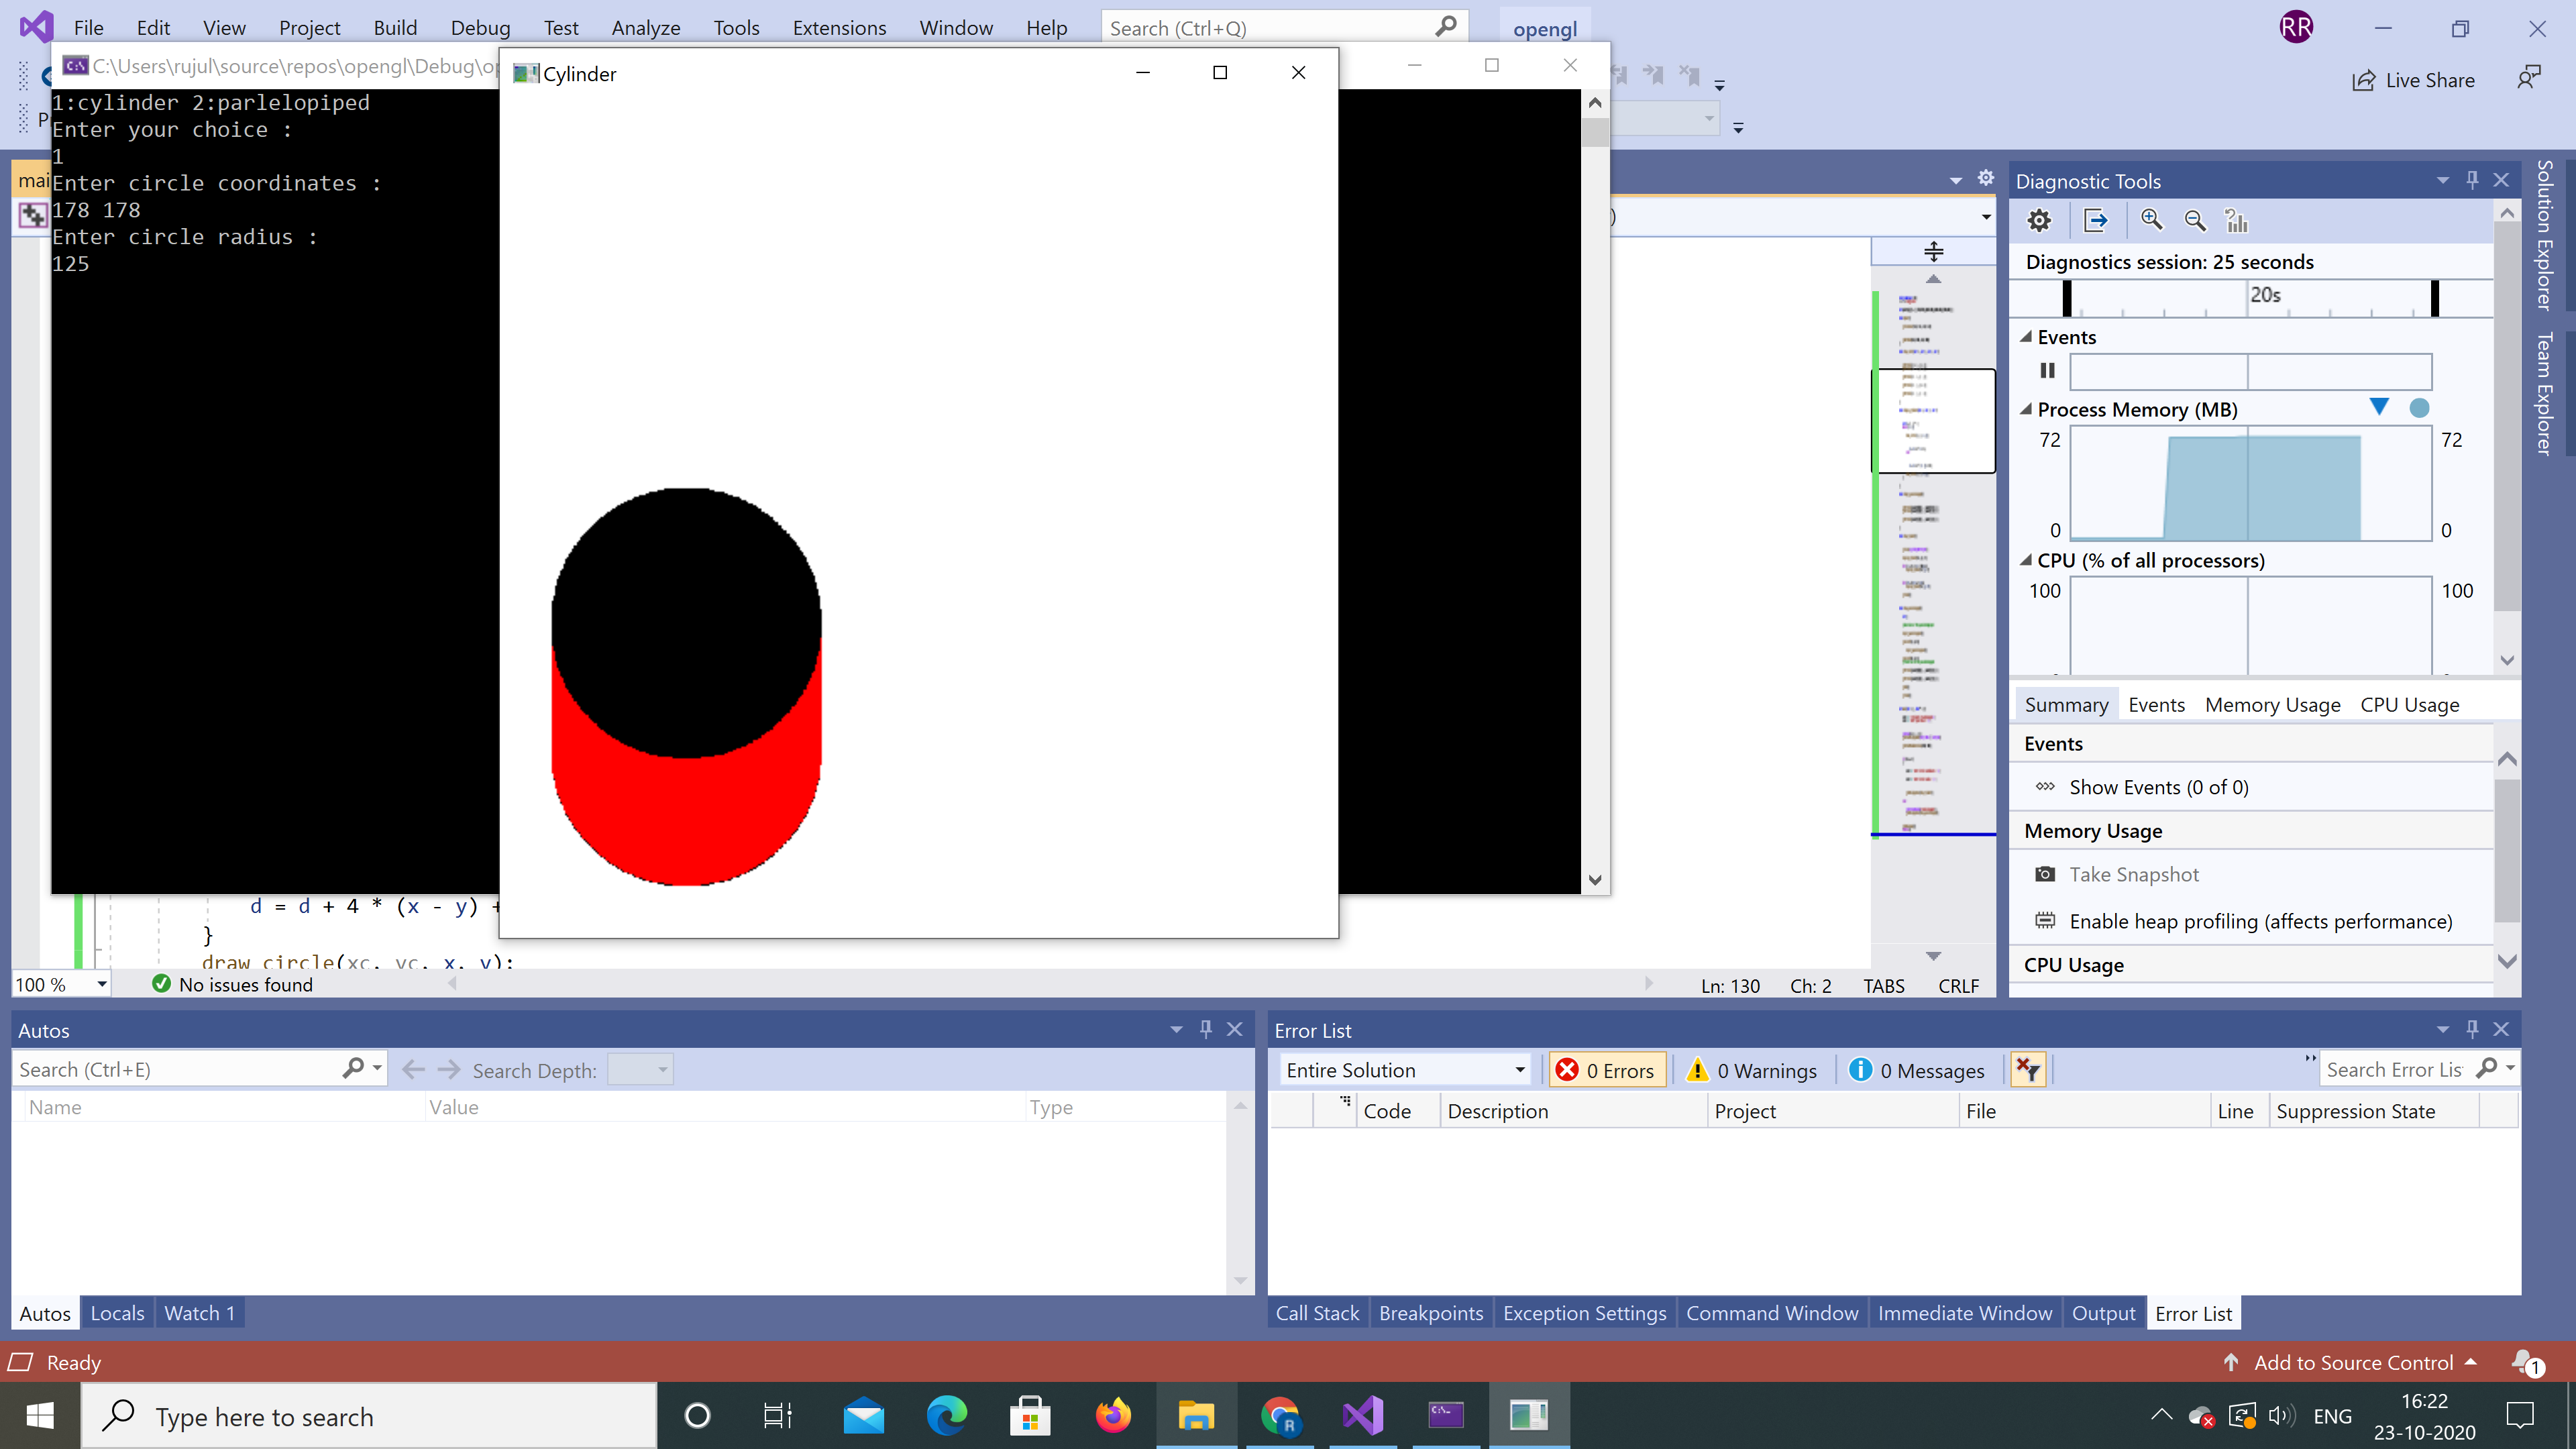 File Edit View Project Build Debug Test Analyze Tools Extensions Window Help Search (Ctrl+Q) opengl RR
C:\Users\rujul\source\repos\opengl\Debug\op
Cylinder
Live Share
1:cylinder 2:parlelopiped
Enter your choice :
1
Enter circle coordinates :
178 178
Enter circle radius :
125
mai
Diagnostic Tools
Diagnostics session: 25 seconds
20s
Events
Process Memory (MB)
72 72
0 0
CPU (% of all processors)
100 100
Summary Events Memory Usage CPU Usage
Events
Show Events (0 of 0)
Memory Usage
Take Snapshot
Enable heap profiling (affects performance)
CPU Usage
Solution Explorer
Team Explorer
d = d + 4 * (x - y) +
}
draw_circle(xc, yc, x, y);
100 % No issues found Ln: 130 Ch: 2 TABS CRLF
Autos
Search (Ctrl+E) Search Depth:
Name Value Type
Autos Locals Watch 1
Error List
Entire Solution 0 Errors 0 Warnings 0 Messages Search Error Lis
Code Description Project File Line Suppression State
Call Stack Breakpoints Exception Settings Command Window Immediate Window Output Error List
Ready Add to Source Control 1
Type here to search
ENG
16:22
23-10-2020